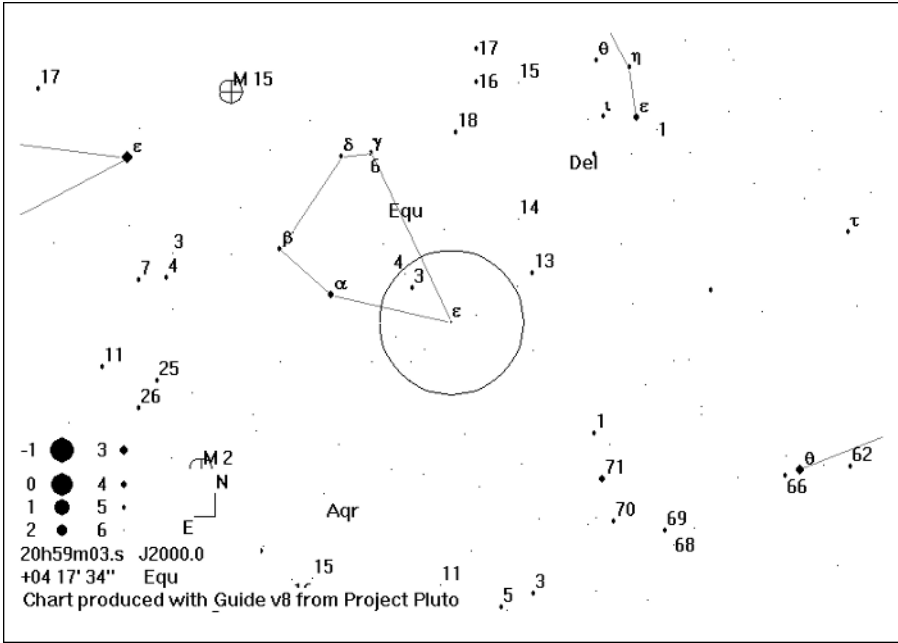 17
θ
η
17
M 15
16
15
ι
ε
1
18
δ
γ
6
ε
Del
Equ
14
τ
β
3
7
4
4
3
13
α
ε
11
25
26
1
-1
3
M 2
71
θ
62
66
0
4
N
1
5
Aqr
70
69
2
6
E
68
20h59m03.s J2000.0
+04 17' 34" Equ
15
11
3
5
Chart produced with Guide v8 from Project Pluto